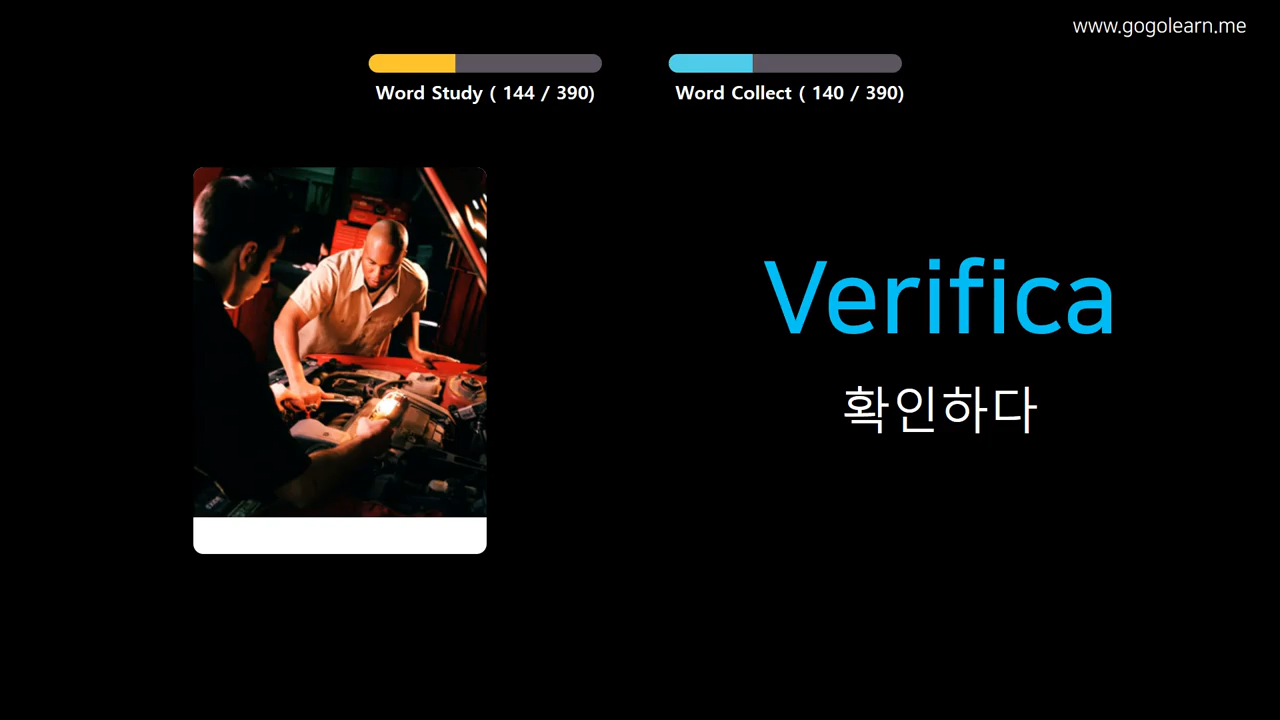 www.gogolearn.me
Word Study ( 144 / 390)
Word Collect ( 140 / 390)
Verifica
확인하다